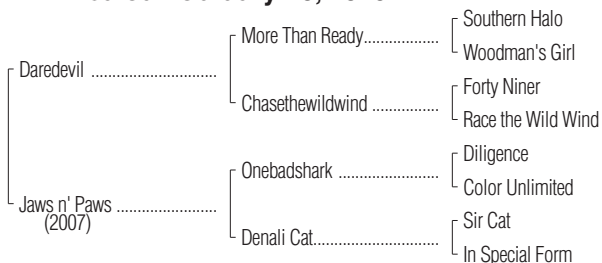 Southern Halo
More Than Ready.................
Woodman's Girl
Daredevil ............................
Forty Niner
Chasethewildwind ...............
Race the Wild Wind
Diligence
Onebadshark ......................
Color Unlimited
Jaws n' Paws ......................
(2007)
Sir Cat
Denali Cat............................
In Special Form